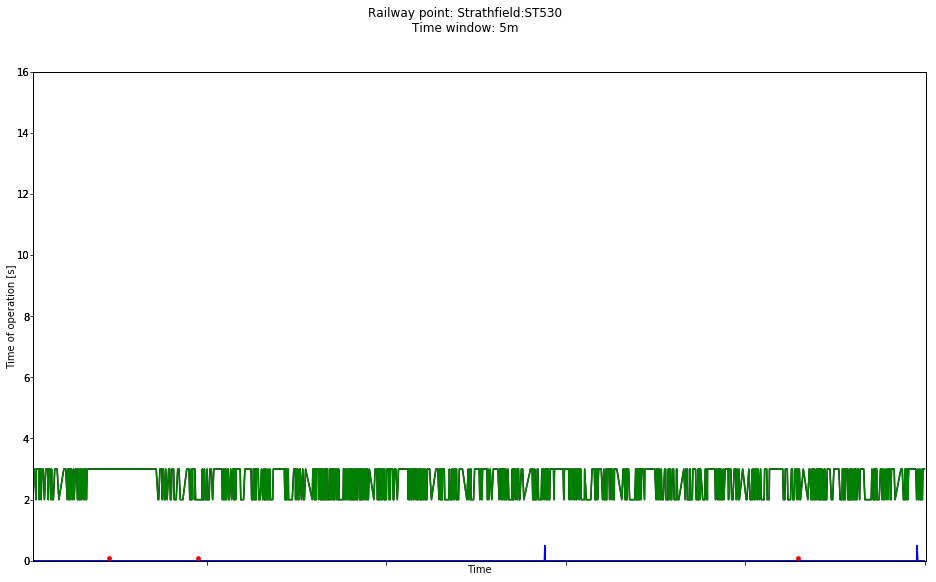 Railway point: Strathfield:ST530
Time window: 5m
16
14
12
10
8
6
4
2
0
Time of operation [s]
Time